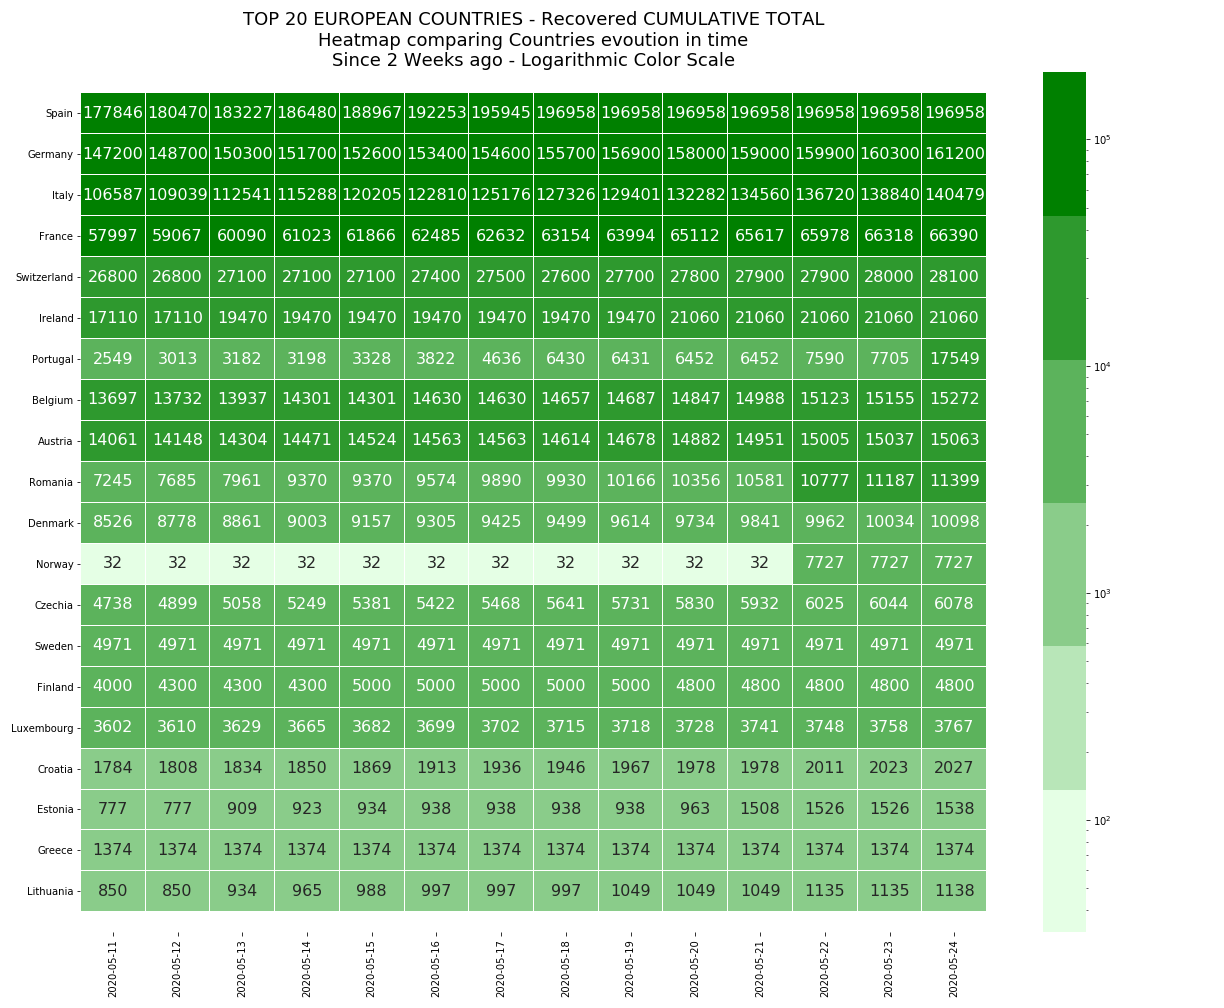 TOP 20 EUROPEAN COUNTRIES - Recovered CUMULATIVE TOTAL
Heatmap comparing Countries evoution in time
Since 2 Weeks ago - Logarithmic Color Scale
Spain 177846 180470 183227 186480 188967 192253 195945 196958 196958 196958 196958 196958 196958 196958
Germany 147200 148700 150300 151700 152600 153400 154600 155700 156900 158000 159000 159900 160300 161200
Italy 106587 109039 112541 115288 120205 122810 125176 127326 129401 132282 134560 136720 138840 140479
France 57997 59067 60090 61023 61866 62485 62632 63154 63994 65112 65617 65978 66318 66390
Switzerland 26800 26800 27100 27100 27100 27400 27500 27600 27700 27800 27900 27900 28000 28100
Ireland 17110 17110 19470 19470 19470 19470 19470 19470 19470 21060 21060 21060 21060 21060
Portugal 2549 3013 3182 3198 3328 3822 4636 6430 6431 6452 6452 7590 7705 17549
Belgium 13697 13732 13937 14301 14301 14630 14630 14657 14687 14847 14988 15123 15155 15272
Austria 14061 14148 14304 14471 14524 14563 14563 14614 14678 14882 14951 15005 15037 15063
Romania 7245 7685 7961 9370 9370 9574 9890 9930 10166 10356 10581 10777 11187 11399
Denmark 8526 8778 8861 9003 9157 9305 9425 9499 9614 9734 9841 9962 10034 10098
Norway 32 32 32 32 32 32 32 32 32 32 32 7727 7727 7727
Czechia 4738 4899 5058 5249 5381 5422 5468 5641 5731 5830 5932 6025 6044 6078
Sweden 4971 4971 4971 4971 4971 4971 4971 4971 4971 4971 4971 4971 4971 4971
Finland 4000 4300 4300 4300 5000 5000 5000 5000 5000 4800 4800 4800 4800 4800
Luxembourg 3602 3610 3629 3665 3682 3699 3702 3715 3718 3728 3741 3748 3758 3767
Croatia 1784 1808 1834 1850 1869 1913 1936 1946 1967 1978 1978 2011 2023 2027
Estonia 777 777 909 923 934 938 938 938 938 963 1508 1526 1526 1538
Greece 1374 1374 1374 1374 1374 1374 1374 1374 1374 1374 1374 1374 1374 1374
Lithuania 850 850 934 965 988 997 997 997 1049 1049 1049 1135 1135 1138
2020-05-11 2020-05-12 2020-05-13 2020-05-14 2020-05-15 2020-05-16 2020-05-17 2020-05-18 2020-05-19 2020-05-20 2020-05-21 2020-05-22 2020-05-23 2020-05-24
10⁵
10⁴
10³
10²